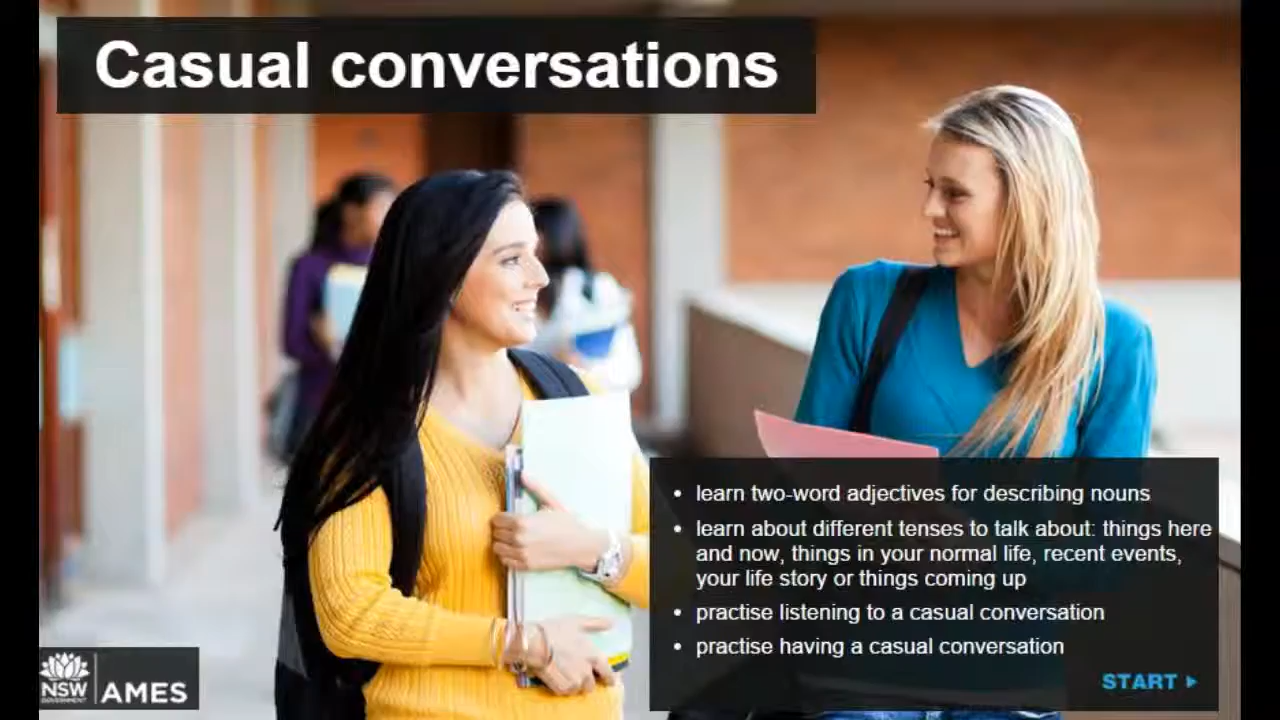 Casual conversations
• learn two-word adjectives for describing nouns
• learn about different tenses to talk about: things here
and now, things in your normal life, recent events,
your life story or things coming up
• practise listening to a casual conversation
• practise having a casual conversation
START
NSW
GOVERNMENT
AMES